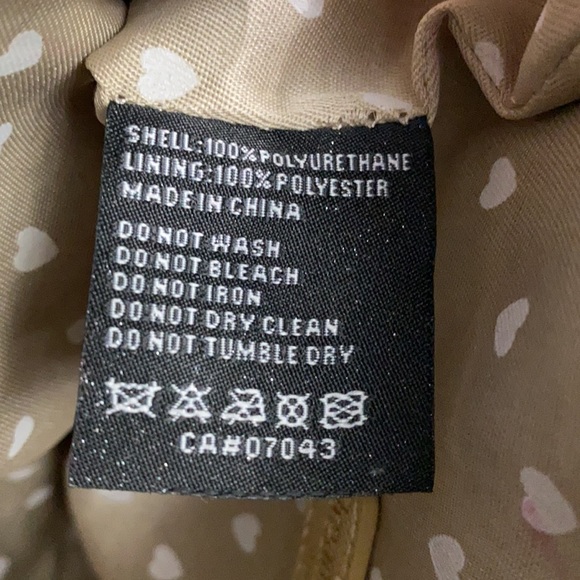 SHELL:100%POLYURETHANE
LINING:100%POLYESTER
MADE IN CHINA
DO NOT WASH
DO NOT BLEACH
DO NOT IRON
DO NOT DRY CLEAN
DO NOT TUMBLE DRY
CA#07043